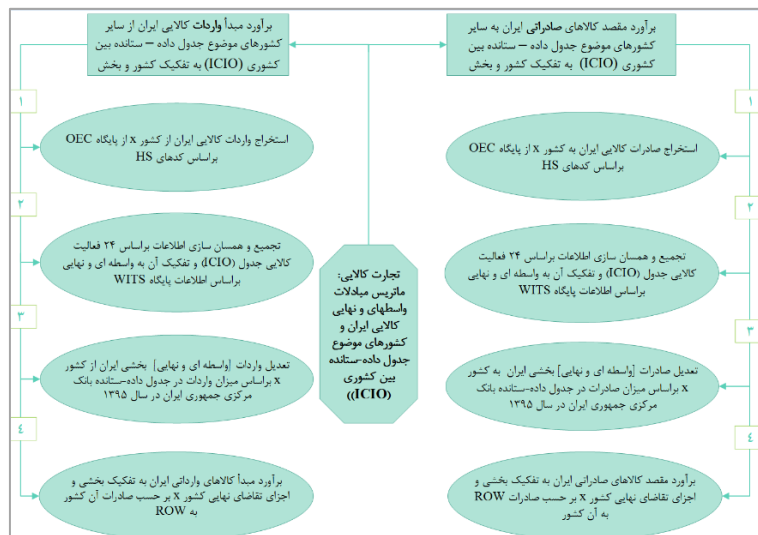 برآورد مقصد کالاهای صادراتی ایران به سایر
کشورهای موضوع جدول داده – ستانده بین
کشوری (ICIO) به تفکیک کشور و بخش
۱
استخراج صادرات کالایی ایران به کشور x از پایگاه OEC
براساس کدهای HS
۲
تجمیع و همسان سازی اطلاعات براساس ۲۴ فعالیت
کالایی جدول (ICIO) و تفکیک آن به واسطه ای و نهایی
براساس اطلاعات پایگاه WITS
۳
تعدیل صادرات [واسطه ای و نهایی] بخشی ایران به کشور
x براساس میزان صادرات در جدول داده-ستانده بانک
مرکزی جمهوری ایران در سال ۱۳۹۵
٤
برآورد مقصد کالاهای صادراتی ایران به تفکیک بخشی و
اجزای تقاضای نهایی کشور x بر حسب صادرات ROW
به آن کشور
تجارت کالایی:
ماتریس مبادلات
واسطهای و نهایی
کالایی ایران و
کشورهای موضوع
جدول داده-ستانده
بین کشوری
(ICIO))
برآورد مبدأ واردات کالایی ایران از سایر
کشورهای موضوع جدول داده – ستانده بین
کشوری (ICIO) به تفکیک کشور و بخش
۱
استخراج واردات کالایی ایران از کشور x از پایگاه OEC
براساس کدهای HS
۲
تجمیع و همسان سازی اطلاعات براساس ۲۴ فعالیت
کالایی جدول (ICIO) و تفکیک آن به واسطه ای و نهایی
براساس اطلاعات پایگاه WITS
۳
تعدیل واردات [واسطه ای و نهایی] بخشی ایران از کشور
x براساس میزان واردات در جدول داده-ستانده بانک
مرکزی جمهوری ایران در سال ۱۳۹۵
٤
برآورد مبدأ کالاهای وارداتی ایران به تفکیک بخشی و
اجزای تقاضای نهایی کشور x بر حسب صادرات آن کشور
به ROW